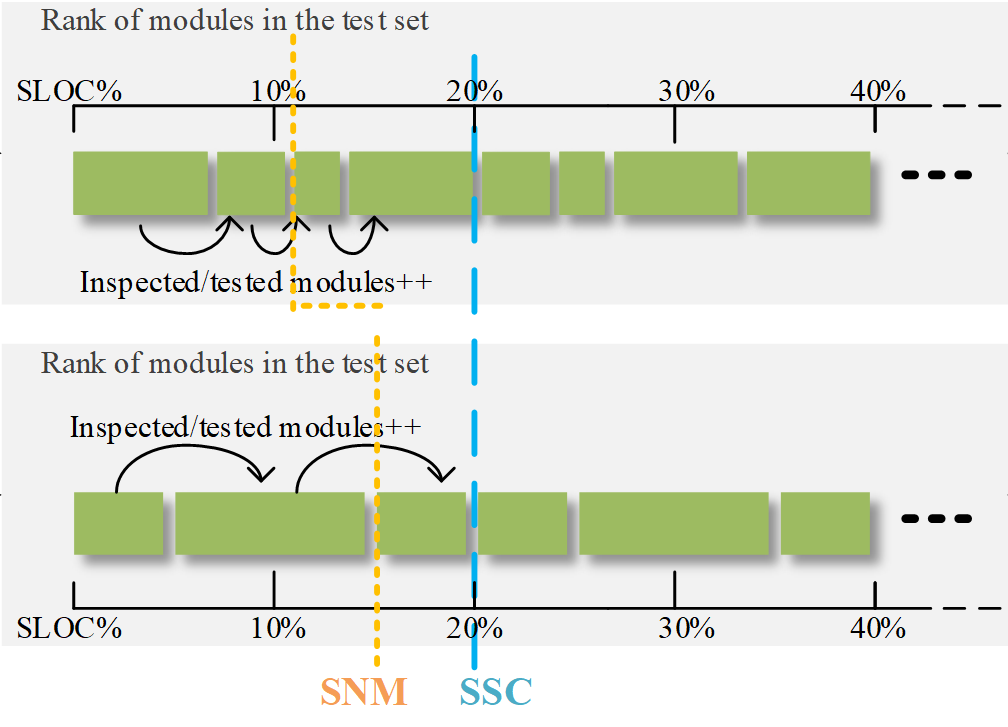 Rank of modules in the test set
SLOC% 10% 20% 30% 40%
Inspected/tested modules++
Rank of modules in the test set
Inspected/tested modules++
SLOC% 10% 20% 30% 40%
SNM SSC